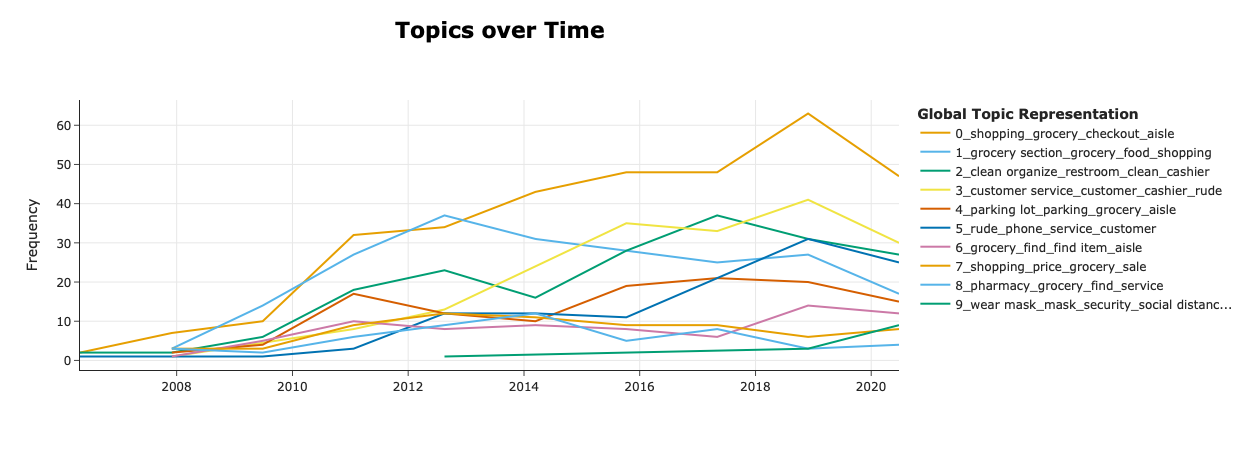 Topics over Time
Frequency
60
50
40
30
20
10
0
2008 2010 2012 2014 2016 2018 2020
Global Topic Representation
0_shopping_grocery_checkout_aisle
1_grocery section_grocery_food_shopping
2_clean organize_restroom_clean_cashier
3_customer service_customer_cashier_rude
4_parking lot_parking_grocery_aisle
5_rude_phone_service_customer
6_grocery_find_find item_aisle
7_shopping_price_grocery_sale
8_pharmacy_grocery_find_service
9_wear mask_mask_security_social distanc...